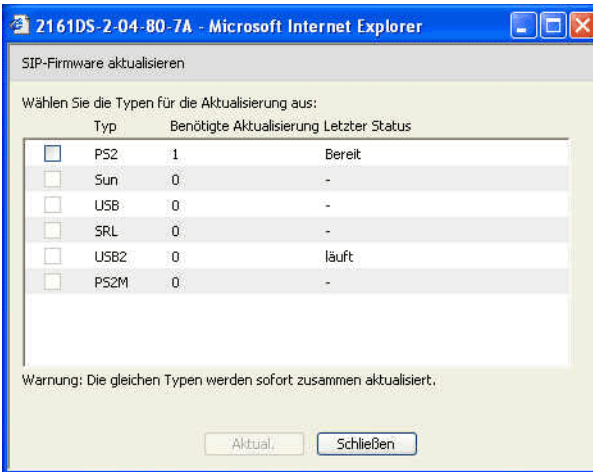 2161DS-2-04-80-7A - Microsoft Internet Explorer
SIP-Firmware aktualisieren
Wählen Sie die Typen für die Aktualisierung aus:
Typ Benötigte Aktualisierung Letzter Status
PS2 1 Bereit
Sun 0 -
USB 0 -
SRL 0 -
USB2 0 läuft
PS2M 0 -
Warnung: Die gleichen Typen werden sofort zusammen aktualisiert.
Aktual. Schließen